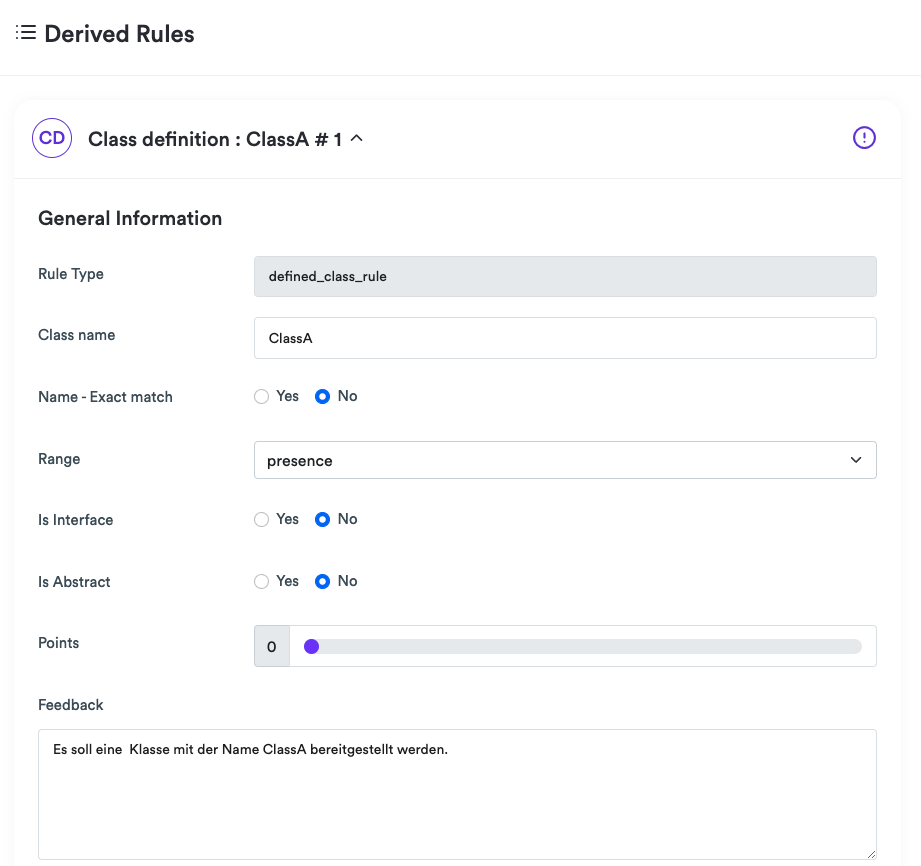 Derived Rules
CD Class definition : ClassA # 1
General Information
Rule Type defined_class_rule
Class name ClassA
Name - Exact match Yes No
Range presence
Is Interface Yes No
Is Abstract Yes No
Points 0
Feedback
Es soll eine  Klasse mit der Name ClassA bereitgestellt werden.